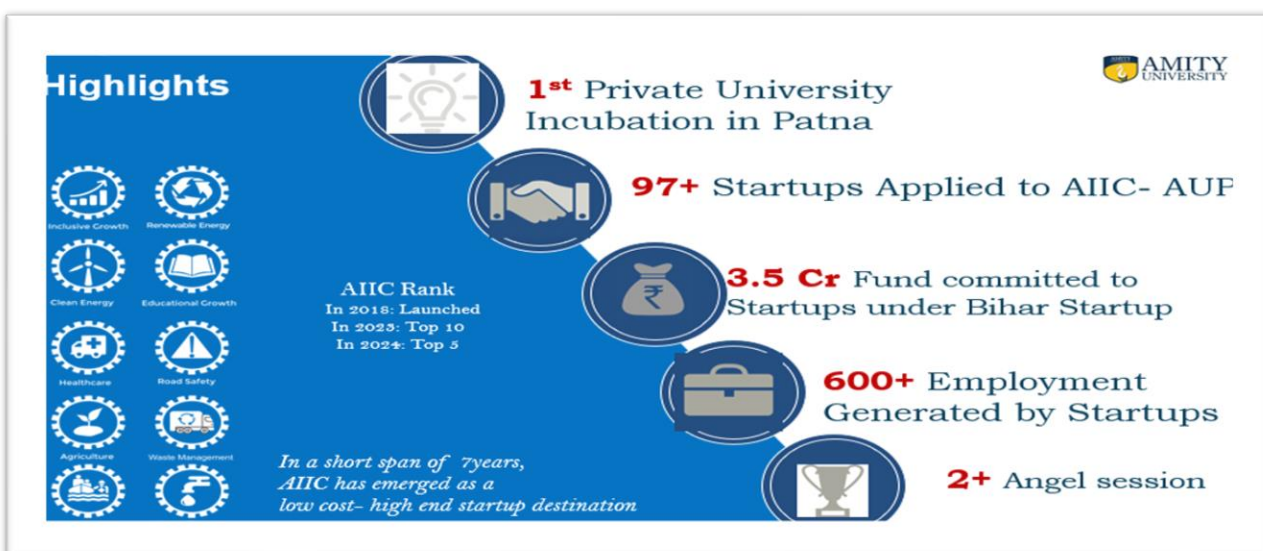 Highlights
AMITY
UNIVERSITY
1st Private University
Incubation in Patna
97+ Startups Applied to AIIC- AUP
3.5 Cr Fund committed to
Startups under Bihar Startup
600+ Employment
Generated by Startups
2+ Angel session
Inclusive Growth
Renewable Energy
Clean Energy
Educational Growth
Healthcare
Road Safety
Agriculture
Waste Management
AIIC Rank
In 2018: Launched
In 2023: Top 10
In 2024: Top 5
In a short span of 7years,
AIIC has emerged as a
low cost– high end startup destination